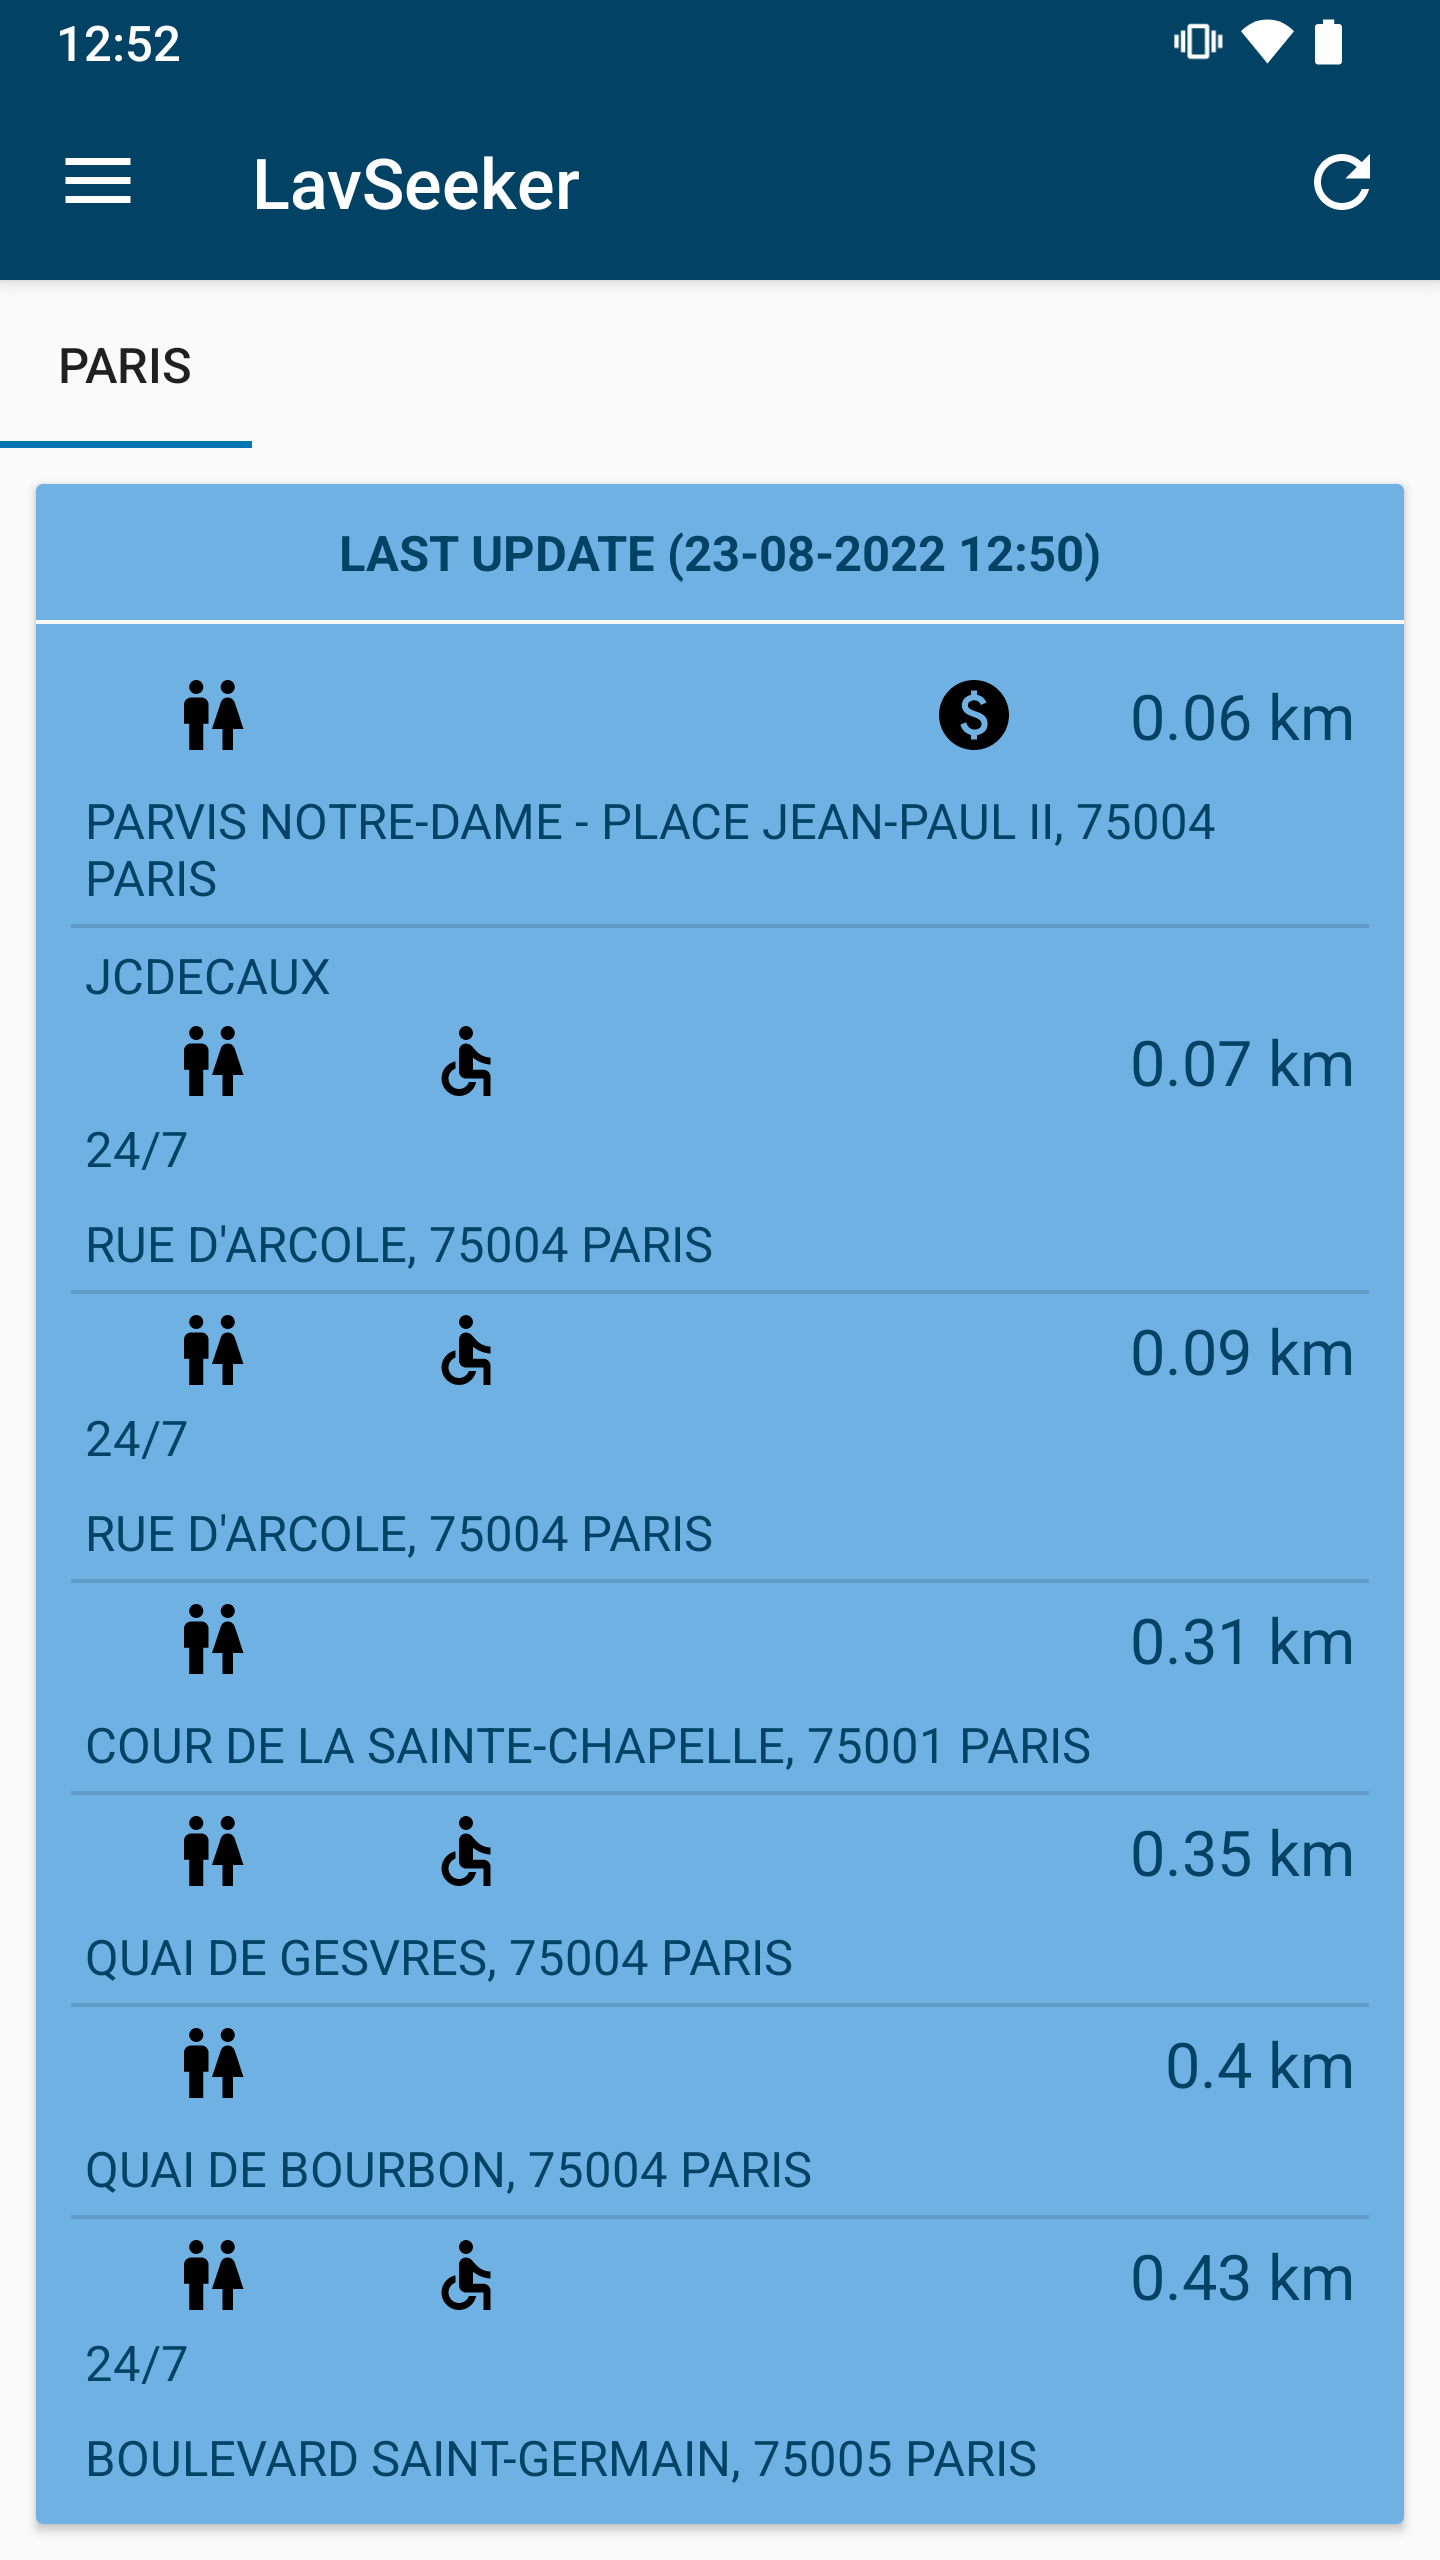 12:52
LavSeeker
PARIS
LAST UPDATE (23-08-2022 12:50)
0.06 km
PARVIS NOTRE-DAME - PLACE JEAN-PAUL II, 75004
PARIS
JCDECAUX
0.07 km
24/7
RUE D'ARCOLE, 75004 PARIS
0.09 km
24/7
RUE D'ARCOLE, 75004 PARIS
0.31 km
COUR DE LA SAINTE-CHAPELLE, 75001 PARIS
0.35 km
QUAI DE GESVRES, 75004 PARIS
0.4 km
QUAI DE BOURBON, 75004 PARIS
0.43 km
24/7
BOULEVARD SAINT-GERMAIN, 75005 PARIS